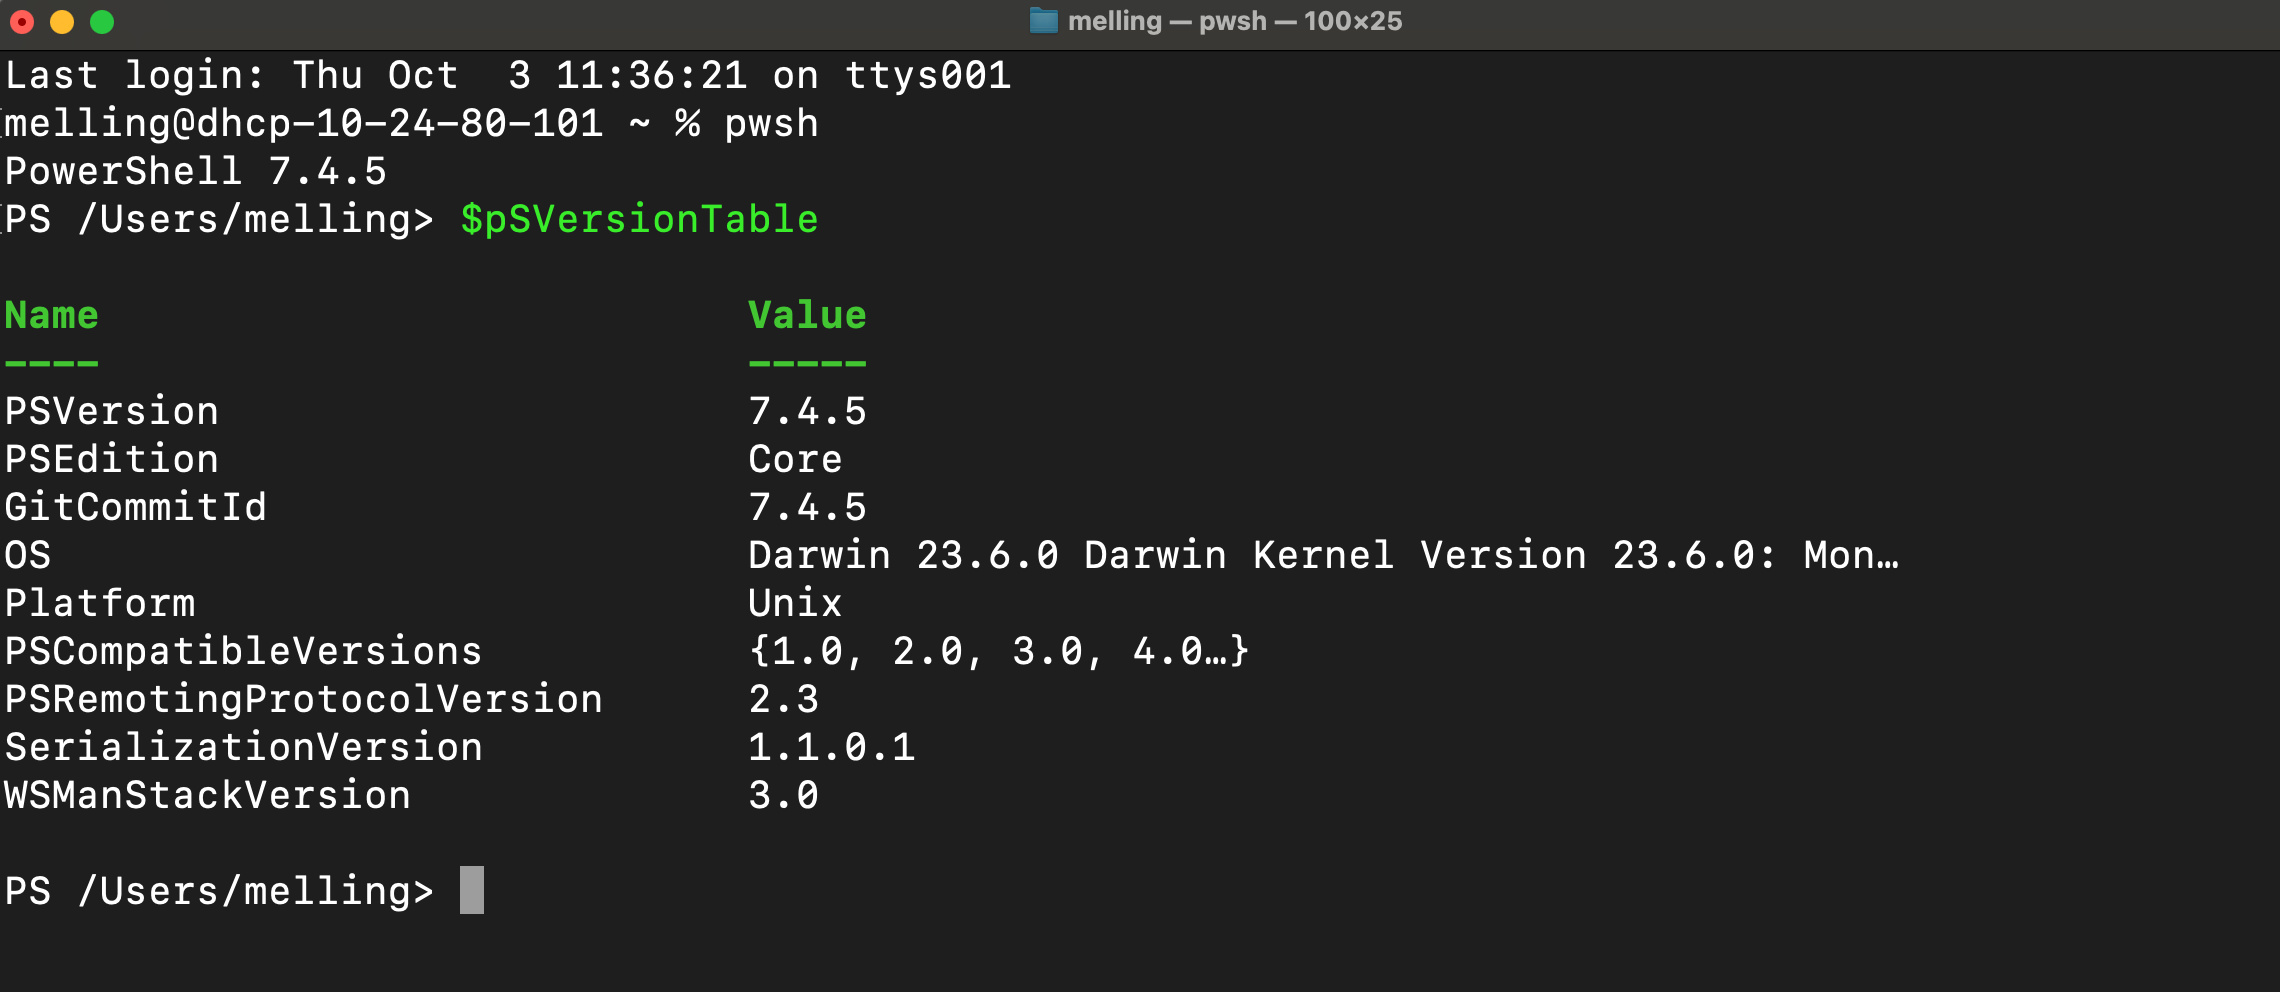 melling — pwsh — 100×25
Last login: Thu Oct  3 11:36:21 on ttys001
melling@dhcp-10-24-80-101 ~ % pwsh
PowerShell 7.4.5
PS /Users/melling> $pSVersionTable
Name                           Value
----                           -----
PSVersion                      7.4.5
PSEdition                      Core
GitCommitId                    7.4.5
OS                             Darwin 23.6.0 Darwin Kernel Version 23.6.0: Mon…
Platform                       Unix
PSCompatibleVersions           {1.0, 2.0, 3.0, 4.0…}
PSRemotingProtocolVersion      2.3
SerializationVersion           1.1.0.1
WSManStackVersion              3.0
PS /Users/melling>